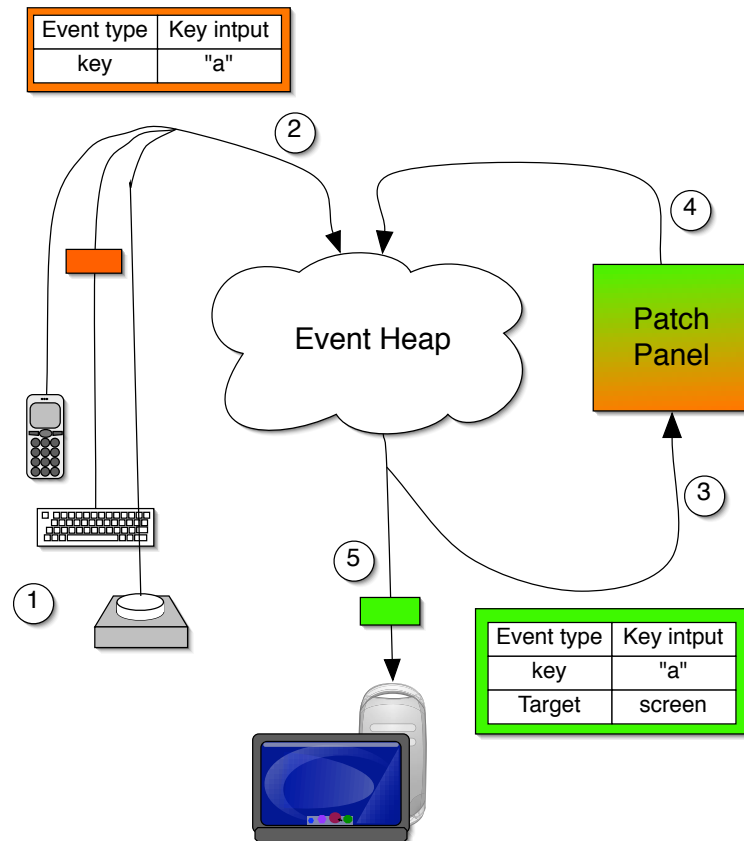 Event type Key intput
key "a"
2
4
Event Heap
Patch
Panel
3
5
1
Event type Key intput
key "a"
Target screen